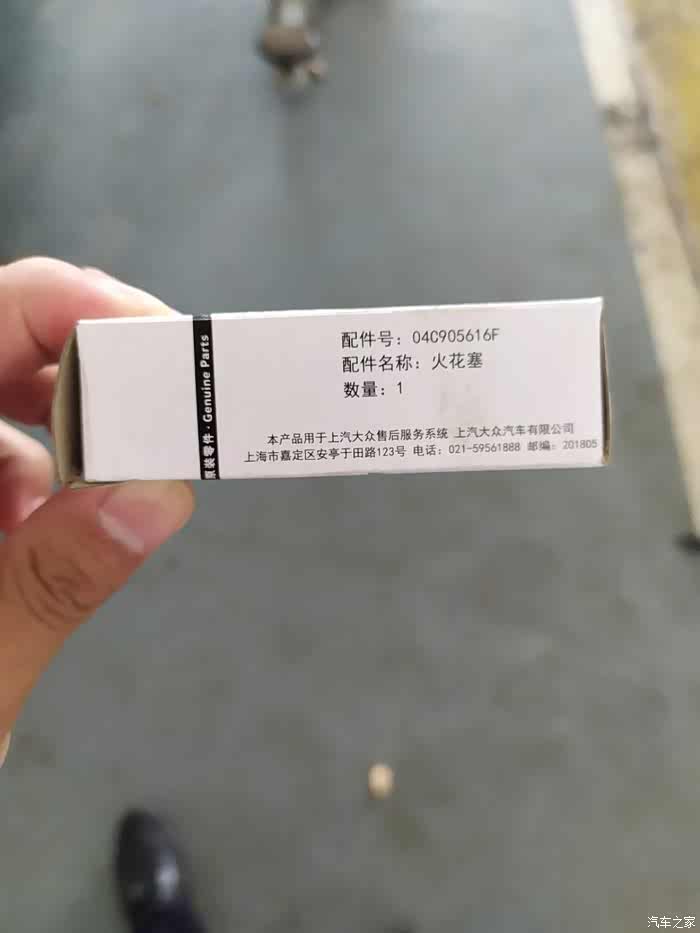 配件号：04C905616F
配件名称：火花塞
数量：1
本产品用于上汽大众售后服务系统 上汽大众汽车有限公司
上海市嘉定区安亭于田路123号 电话：021-59561888 邮编：201805
原装零件·Genuine Parts
汽车之家